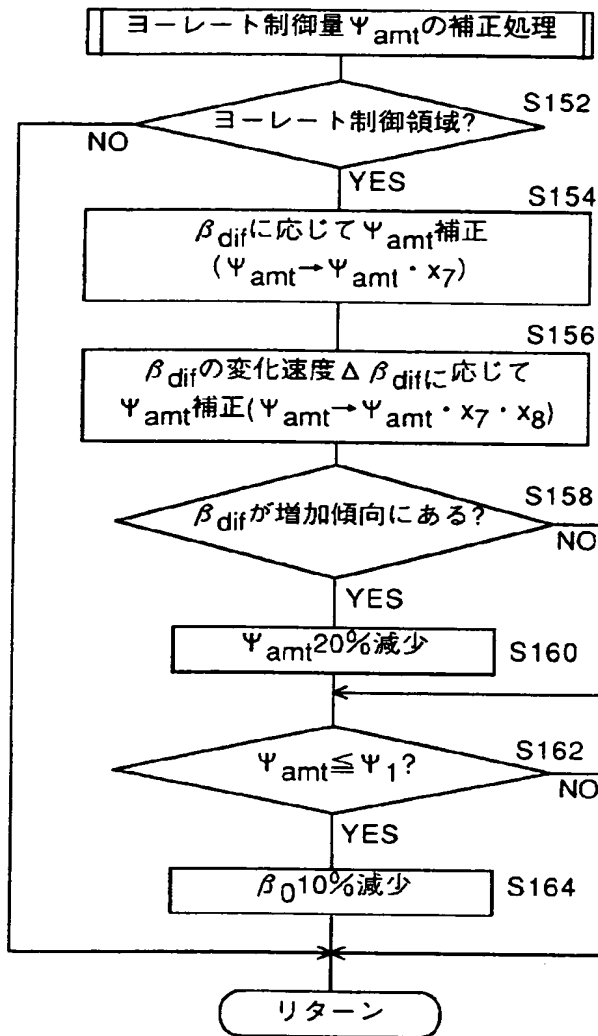 ヨーレート制御量Ψamtの補正処理
S152
ヨーレート制御領域?
NO
YES
S154
βdifに応じてΨamt補正
(Ψamt→Ψamt・x7)
S156
βdifの変化速度Δβdifに応じて
Ψamt補正(Ψamt→Ψamt・x7・x8)
S158
βdifが増加傾向にある?
NO
YES
Ψamt20%減少
S160
S162
Ψamt≦Ψ1?
NO
YES
β010%減少
S164
リターン